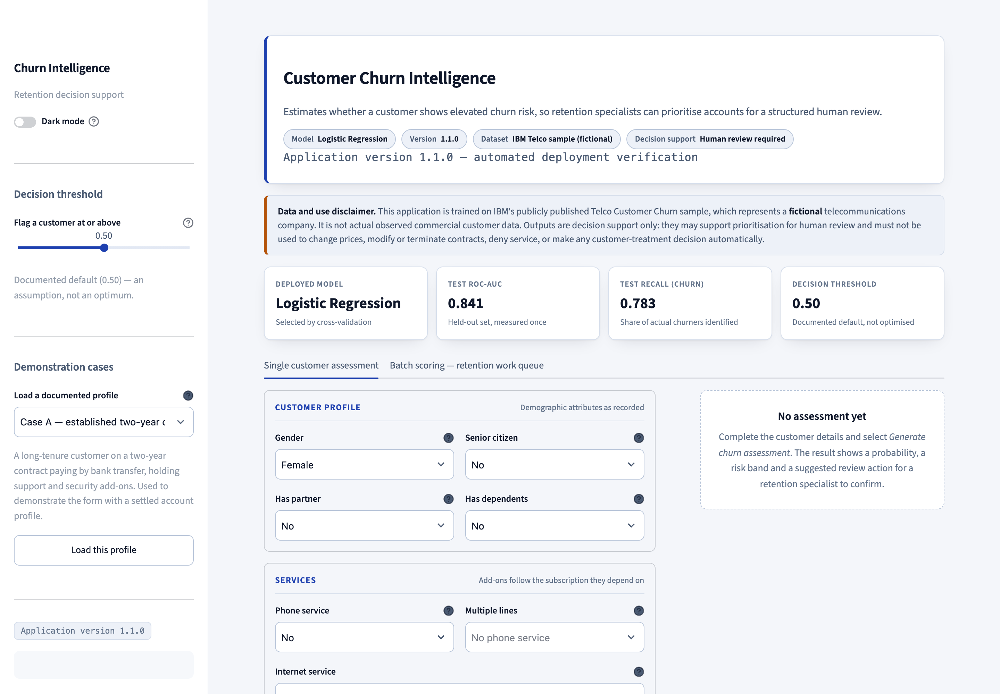 Churn Intelligence
Retention decision support
Dark mode
Decision threshold
Flag a customer at or above
0.50
Documented default (0.50) — an
assumption, not an optimum.
Demonstration cases
Load a documented profile
Case A — established two-year c
A long-tenure customer on a two-year
contract paying by bank transfer, holding
support and security add-ons. Used to
demonstrate the form with a settled account
profile.
Load this profile
Application version 1.1.0
Customer Churn Intelligence
Estimates whether a customer shows elevated churn risk, so retention specialists can prioritise accounts for a structured human review.
Model Logistic Regression Version 1.1.0 Dataset IBM Telco sample (fictional) Decision support Human review required
Application version 1.1.0 — automated deployment verification
Data and use disclaimer. This application is trained on IBM's publicly published Telco Customer Churn sample, which represents a fictional telecommunications
company. It is not actual observed commercial customer data. Outputs are decision support only: they may support prioritisation for human review and must not be
used to change prices, modify or terminate contracts, deny service, or make any customer-treatment decision automatically.
DEPLOYED MODEL
Logistic Regression
Selected by cross-validation
TEST ROC-AUC
0.841
Held-out set, measured once
TEST RECALL (CHURN)
0.783
Share of actual churners identified
DECISION THRESHOLD
0.50
Documented default, not optimised
Single customer assessment Batch scoring — retention work queue
CUSTOMER PROFILE Demographic attributes as recorded
Gender Senior citizen
Female No
Has partner Has dependents
No No
SERVICES Add-ons follow the subscription they depend on
Phone service Multiple lines
No No phone service
Internet service
No assessment yet
Complete the customer details and select Generate
churn assessment. The result shows a probability, a
risk band and a suggested review action for a
retention specialist to confirm.